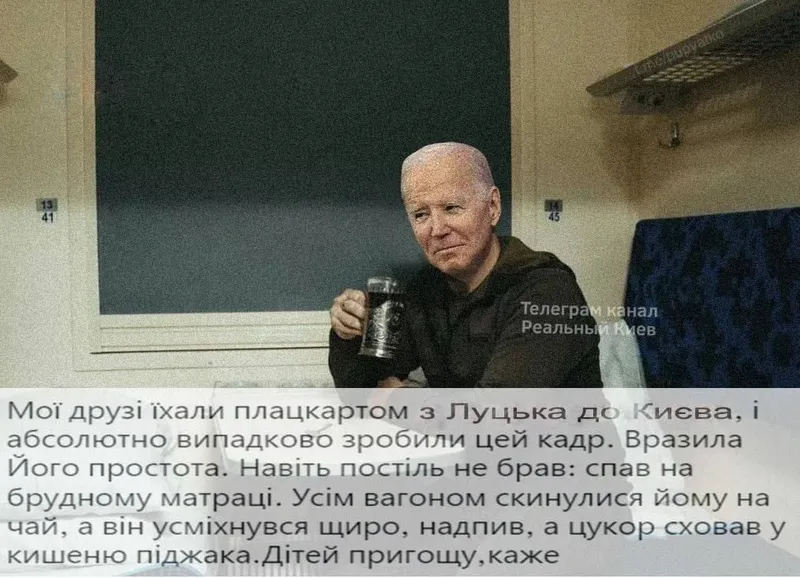 t.me/pupyatko
13
41
14
45
Телеграм канал
Реальный Киев
Мої друзі їхали плацкартом з Луцька до Києва, і
абсолютно випадково зробили цей кадр. Вразила
Його простота. Навіть постіль не брав: спав на
брудному матраці. Усім вагоном скинулися йому на
чай, а він усміхнувся щиро, надпив, а цукор сховав у
кишеню піджака.Дітей пригощу,каже